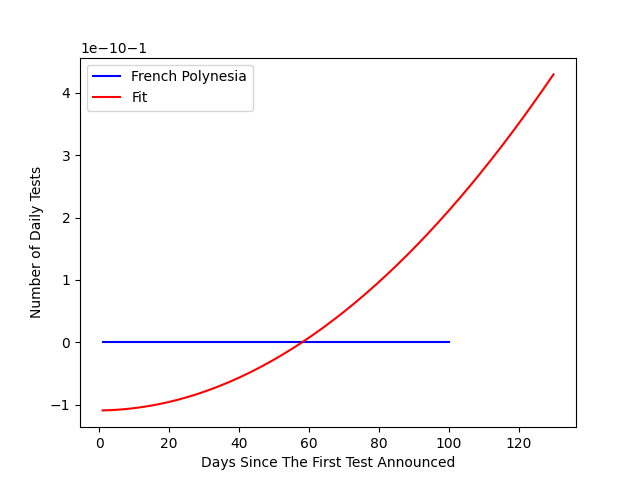 1e−10−1
French Polynesia
Fit
Number of Daily Tests
4
3
2
1
0
−1
0 20 40 60 80 100 120
Days Since The First Test Announced